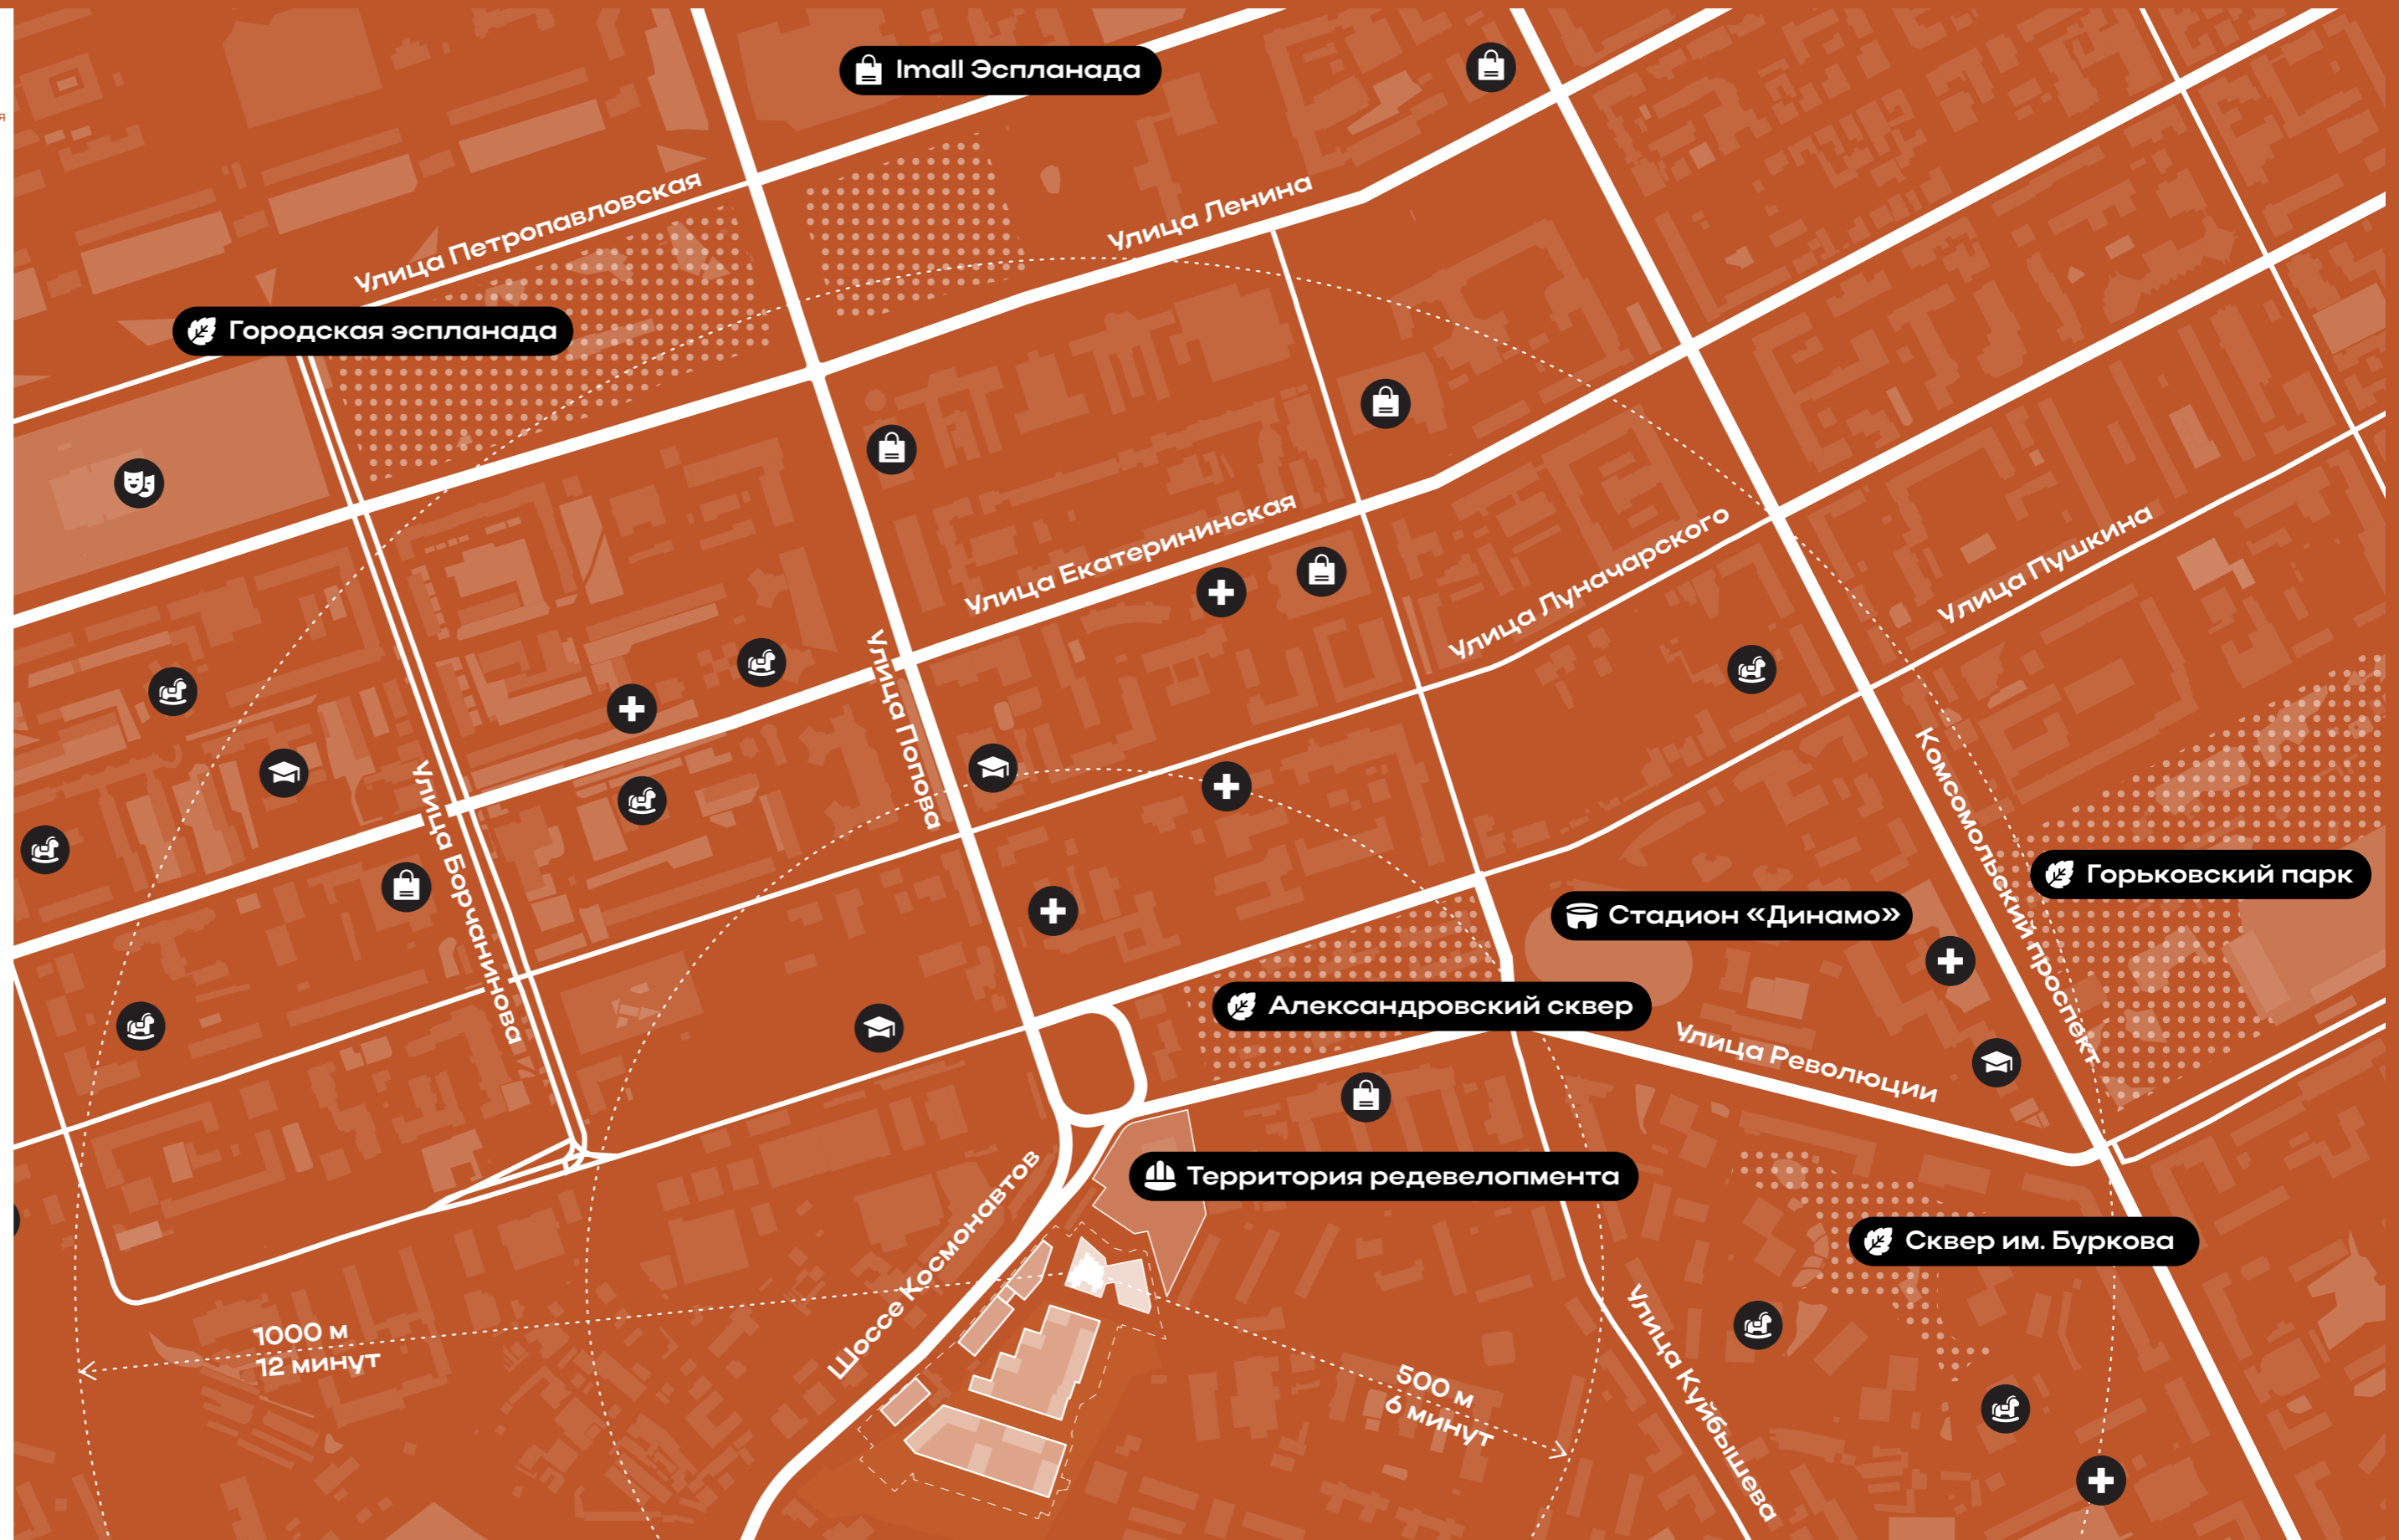 Imall Эспланада
я
Улица Петропавловская
Улица Ленина
Городская эспланада
Улица Екатерининская
Улица Луначарского
Улица Пушкина
Улица Попова
Улица Борчанинова
Комсомольский проспект
Горьковский парк
Стадион «Динамо»
Александровский сквер
Улица Революции
Территория редевелопмента
Шоссе Космонавтов
Сквер им. Буркова
1000 м
12 минут
500 м
6 минут
Улица Куйбышева